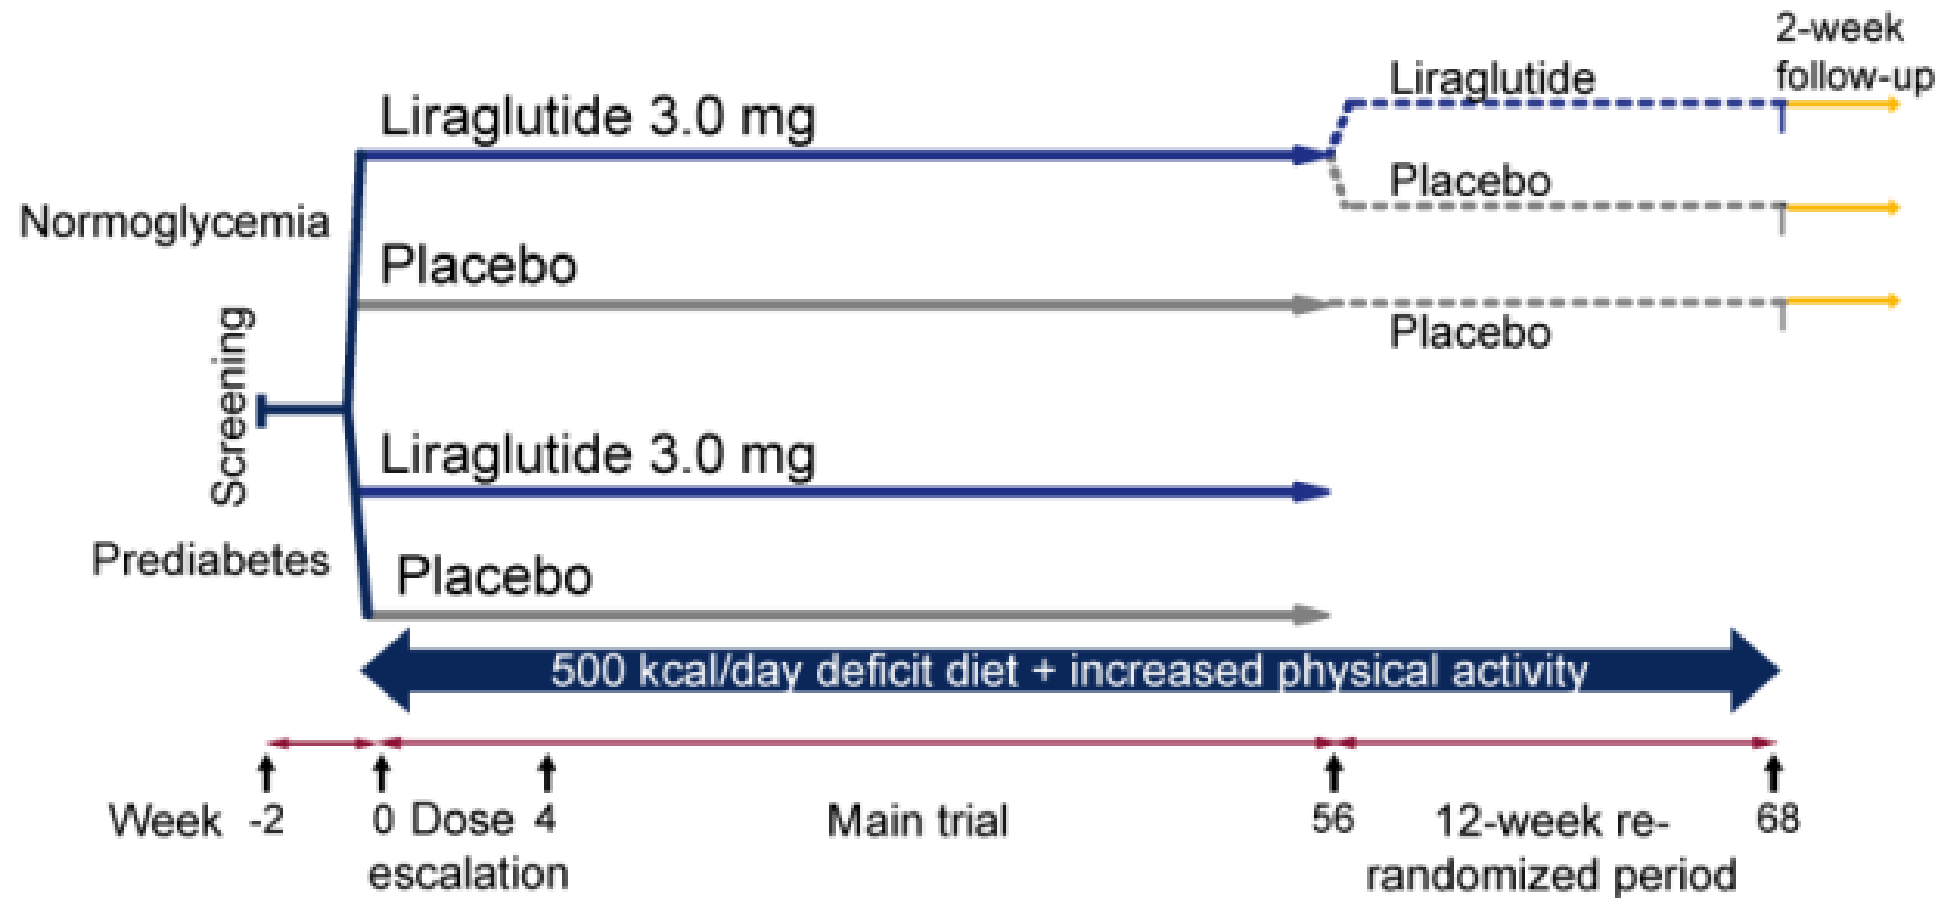 2-week
follow-up
Liraglutide
Liraglutide 3.0 mg
Placebo
Normoglycemia
Placebo
Placebo
Screening
Liraglutide 3.0 mg
Prediabetes
Placebo
500 kcal/day deficit diet + increased physical activity
Week -2 0 Dose 4 Main trial 56 12-week re- 68
escalation randomized period